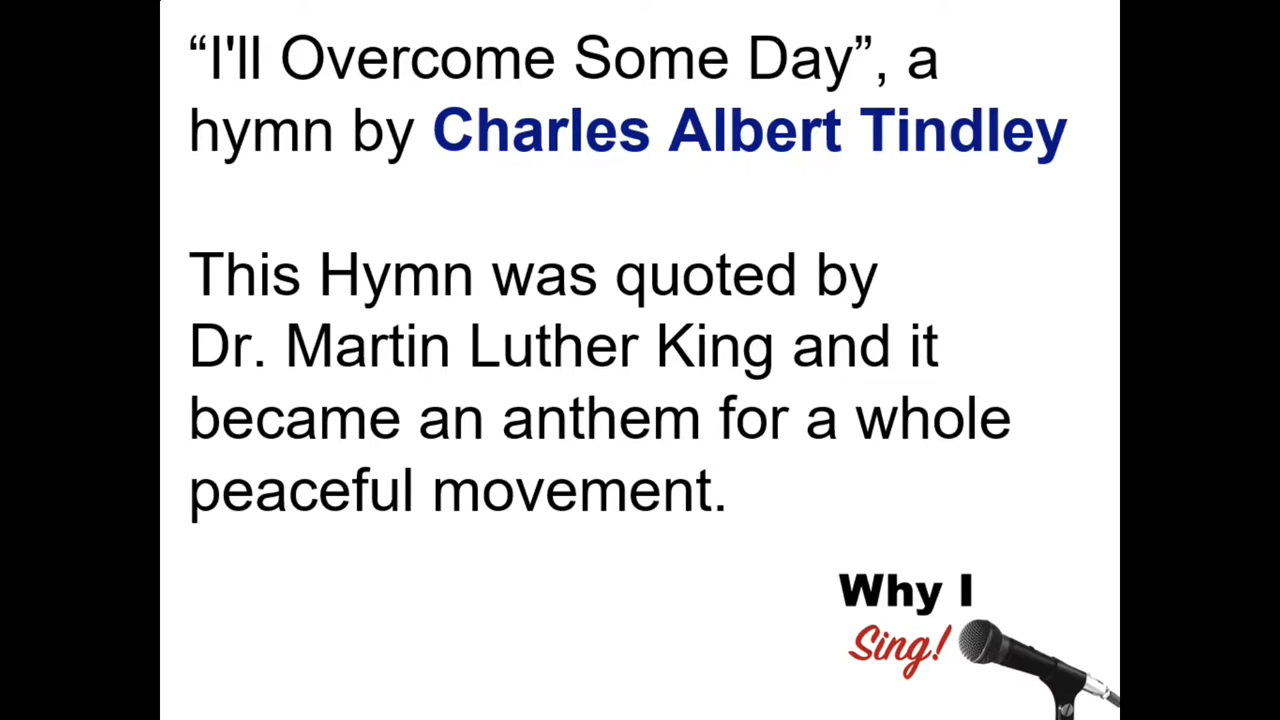 “I'll Overcome Some Day”, a
hymn by Charles Albert Tindley
This Hymn was quoted by
Dr. Martin Luther King and it
became an anthem for a whole
peaceful movement.
Why I
Sing!